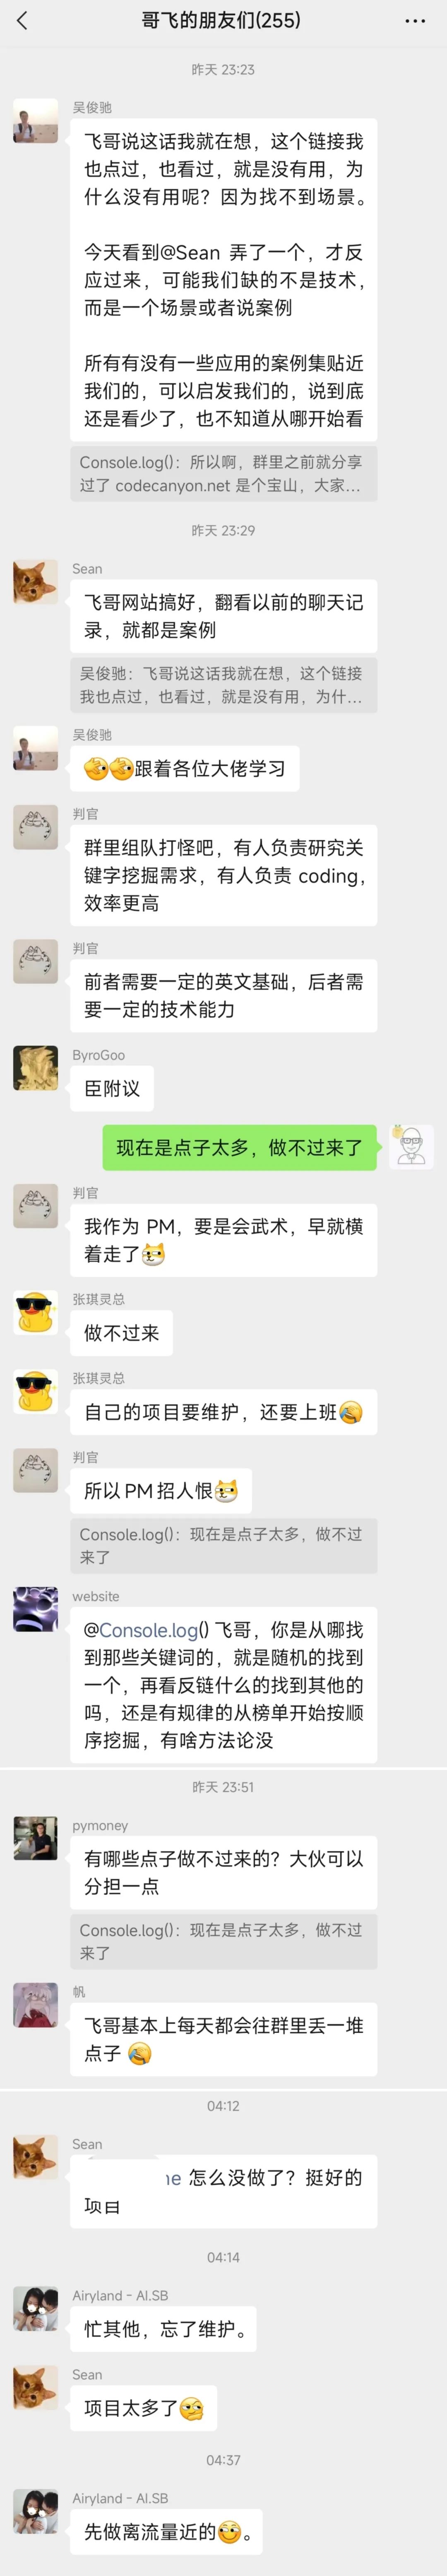 哥飞的朋友们(255)
昨天 23:23
吴俊驰
飞哥说这话我就在想，这个链接我
也点过，也看过，就是没有用，为
什么没有用呢？因为找不到场景。
今天看到@Sean 弄了一个，才反
应过来，可能我们缺的不是技术，
而是一个场景或者说案例
所有有没有一些应用的案例集贴近
我们的，可以启发我们的，说到底
还是看少了，也不知道从哪开始看
Console.log()：所以啊，群里之前就分享
过了 codecanyon.net 是个宝山，大家...
昨天 23:29
Sean
飞哥网站搞好，翻看以前的聊天记
录，就都是案例
吴俊驰：飞哥说这话我就在想，这个链接
我也点过，也看过，就是没有用，为什...
吴俊驰
跟着各位大佬学习
判官
群里组队打怪吧，有人负责研究关
键字挖掘需求，有人负责 coding，
效率更高
判官
前者需要一定的英文基础，后者需
要一定的技术能力
ByroGoo
臣附议
现在是点子太多，做不过来了
判官
我作为 PM，要是会武术，早就横
着走了
张琪灵总
做不过来
张琪灵总
自己的项目要维护，还要上班
判官
所以PM招人恨
Console.log()：现在是点子太多，做不过
来了
website
@Console.log() 飞哥，你是从哪找
到那些关键词的，就是随机的找到
一个，再看反链什么的找到其他的
吗，还是有规律的从榜单开始按顺
序挖掘，有啥方法论没
昨天 23:51
pymoney
有哪些点子做不过来的？大伙可以
分担一点
Console.log()：现在是点子太多，做不过
来了
帆
飞哥基本上每天都会往群里丢一堆
点子
04:12
Sean
ne 怎么没做了？挺好的
项目
04:14
Airyland - AI.SB
忙其他，忘了维护。
Sean
项目太多了
04:37
Airyland - AI.SB
先做离流量近的。